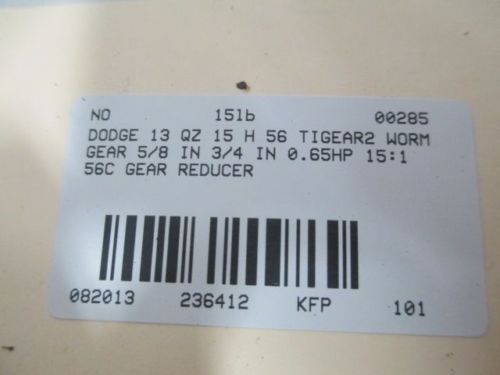 NO 15lb 00285
DODGE 13 QZ 15 H 56 TIGEAR2 WORM
GEAR 5/8 IN 3/4 IN 0.65HP 15:1
56C GEAR REDUCER
082013 236412 KFP 101